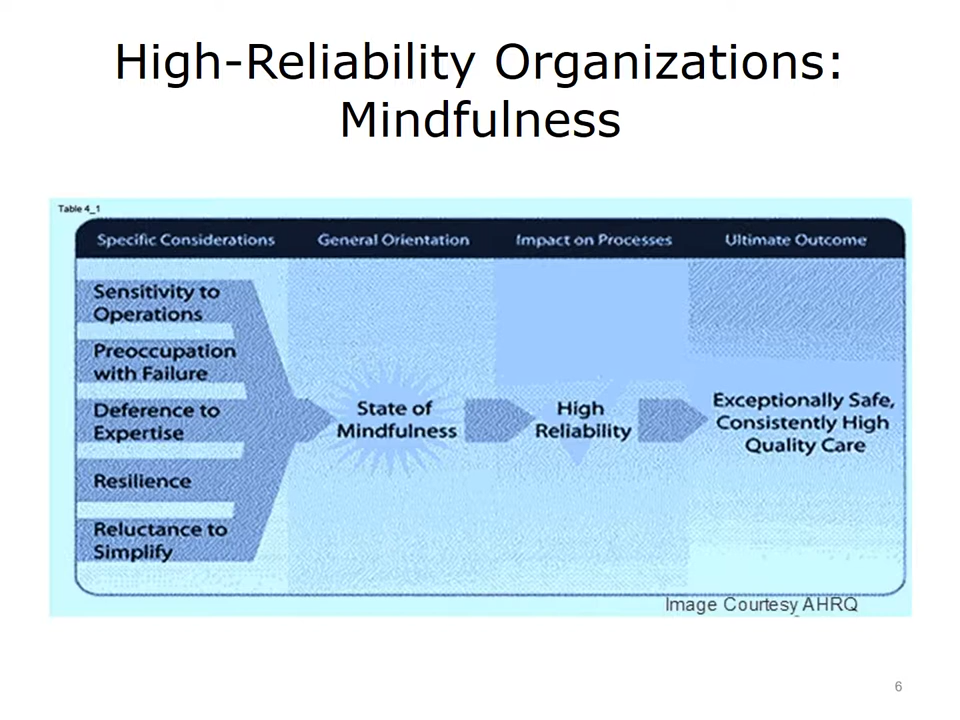 High-Reliability Organizations:
Mindfulness
Table 4_1
Specific Considerations
General Orientation
Impact on Processes
Ultimate Outcome
Sensitivity to
Operations
Preoccupation
with Failure
Deference to
Expertise
Resilience
Reluctance to
Simplify
State of
Mindfulness
High
Reliability
Exceptionally Safe,
Consistently High
Quality Care
Image Courtesy AHRQ
6